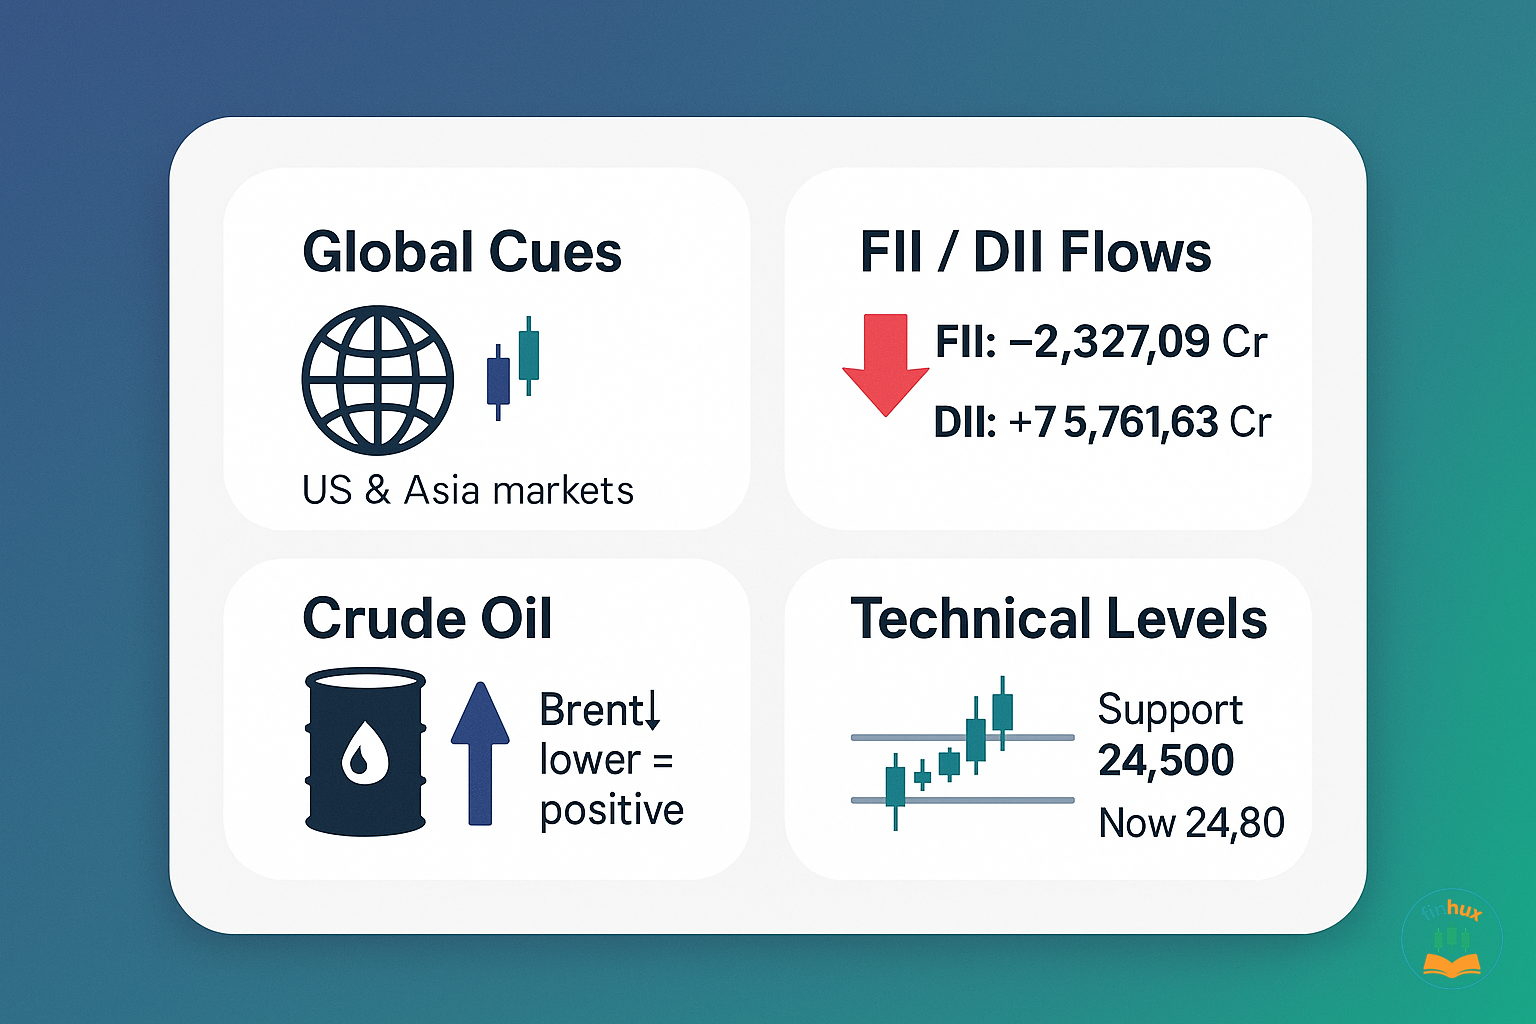 Global Cues
US & Asia markets
FII / DII Flows
FII: −2,327,09 Cr
DII: +7 5,761,63 Cr
Crude Oil
Brent↓
lower =
positive
Technical Levels
Support
24,500
Now 24,80
finhux